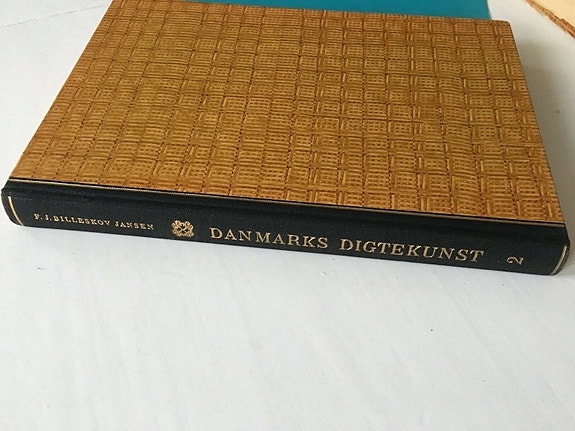 F. J. BILLESKOV JANSEN DANMARKS DIGTEKUNST 2